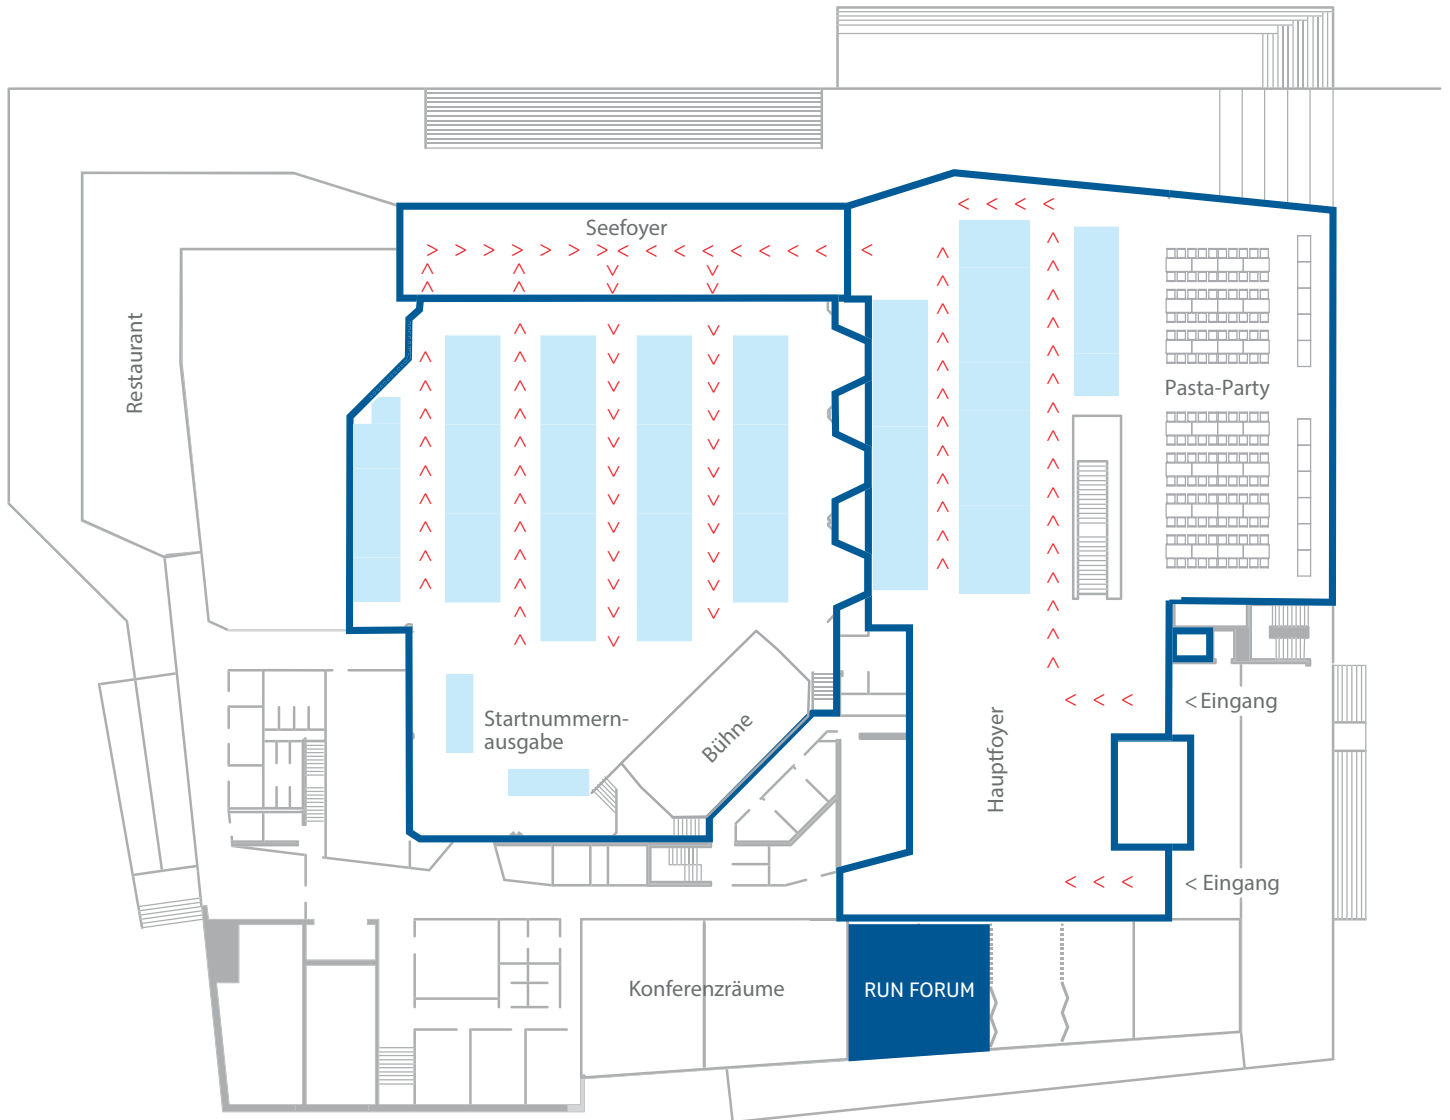 Seefoyer
Restaurant
Pasta-Party
Startnummern-
ausgabe
Bühne
Hauptfoyer
< Eingang
< Eingang
Konferenzräume
RUN FORUM